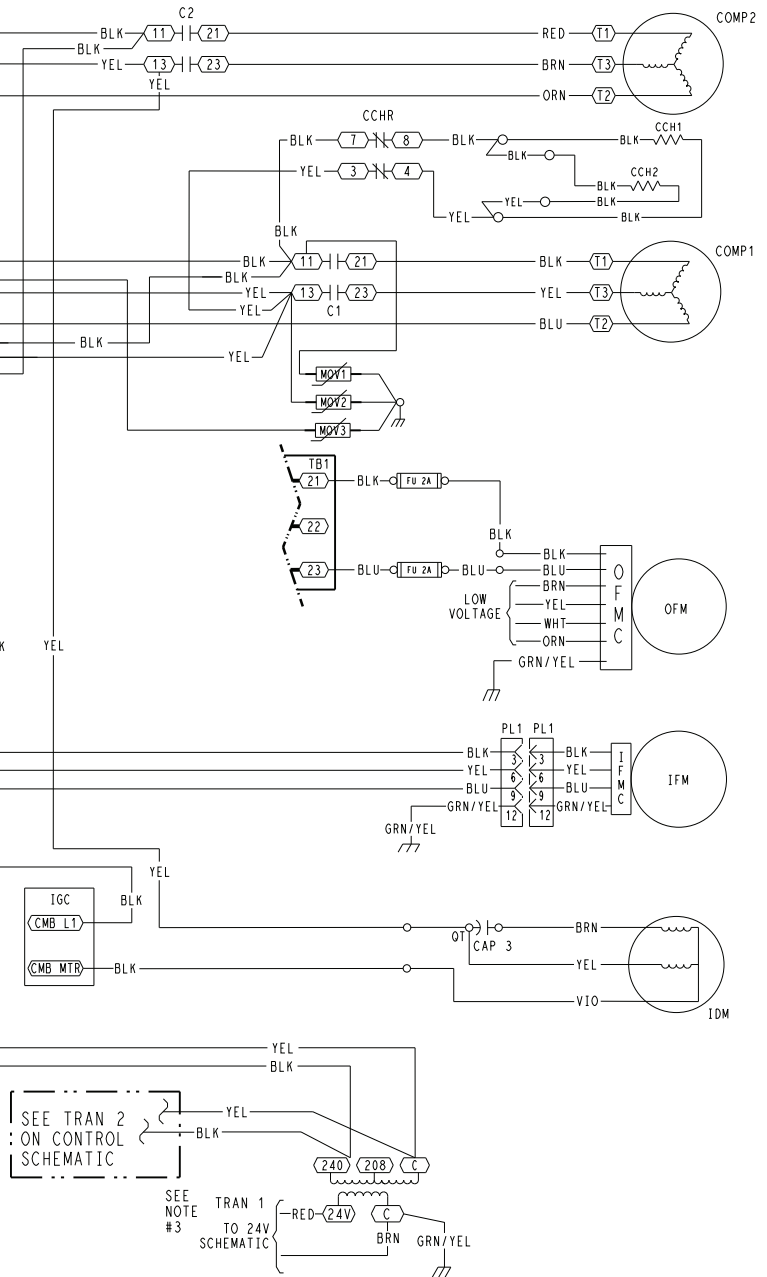 C2
COMP2
BLK 11 21 RED T1
BLK
YEL 13 23 BRN T3
YEL
ORN T2
CCHR
CCH1
BLK 7 8 BLK BLK
BLK
CCH2
YEL 3 4 BLK
YEL BLK
YEL BLK
BLK
COMP1
BLK 11 21 BLK T1
BLK
YEL 13 23 YEL T3
YEL C1
BLU T2
BLK
YEL
MOV1
MOV2
MOV3
TB1
21 BLK FU 2A
22
BLK
BLK
23 BLU FU 2A BLU BLU
BRN
LOW
VOLTAGE
YEL
WHT
ORN
GRN/YEL
OFMC
OFM
K YEL
PL1 PL1
BLK 3 3 BLK
YEL 6 6 YEL
BLU 9 9 BLU
GRN/YEL 12 12 GRN/YEL
IFMC
IFM
GRN/YEL
YEL
IGC BLK
CMB L1
QT CAP 3 BRN
YEL
CMB MTR BLK
VIO
IDM
YEL
BLK
SEE TRAN 2
ON CONTROL
SCHEMATIC
YEL
BLK
240 208 C
SEE
NOTE
#3
TRAN 1
RED 24V C
TO 24V
SCHEMATIC
BRN GRN/YEL